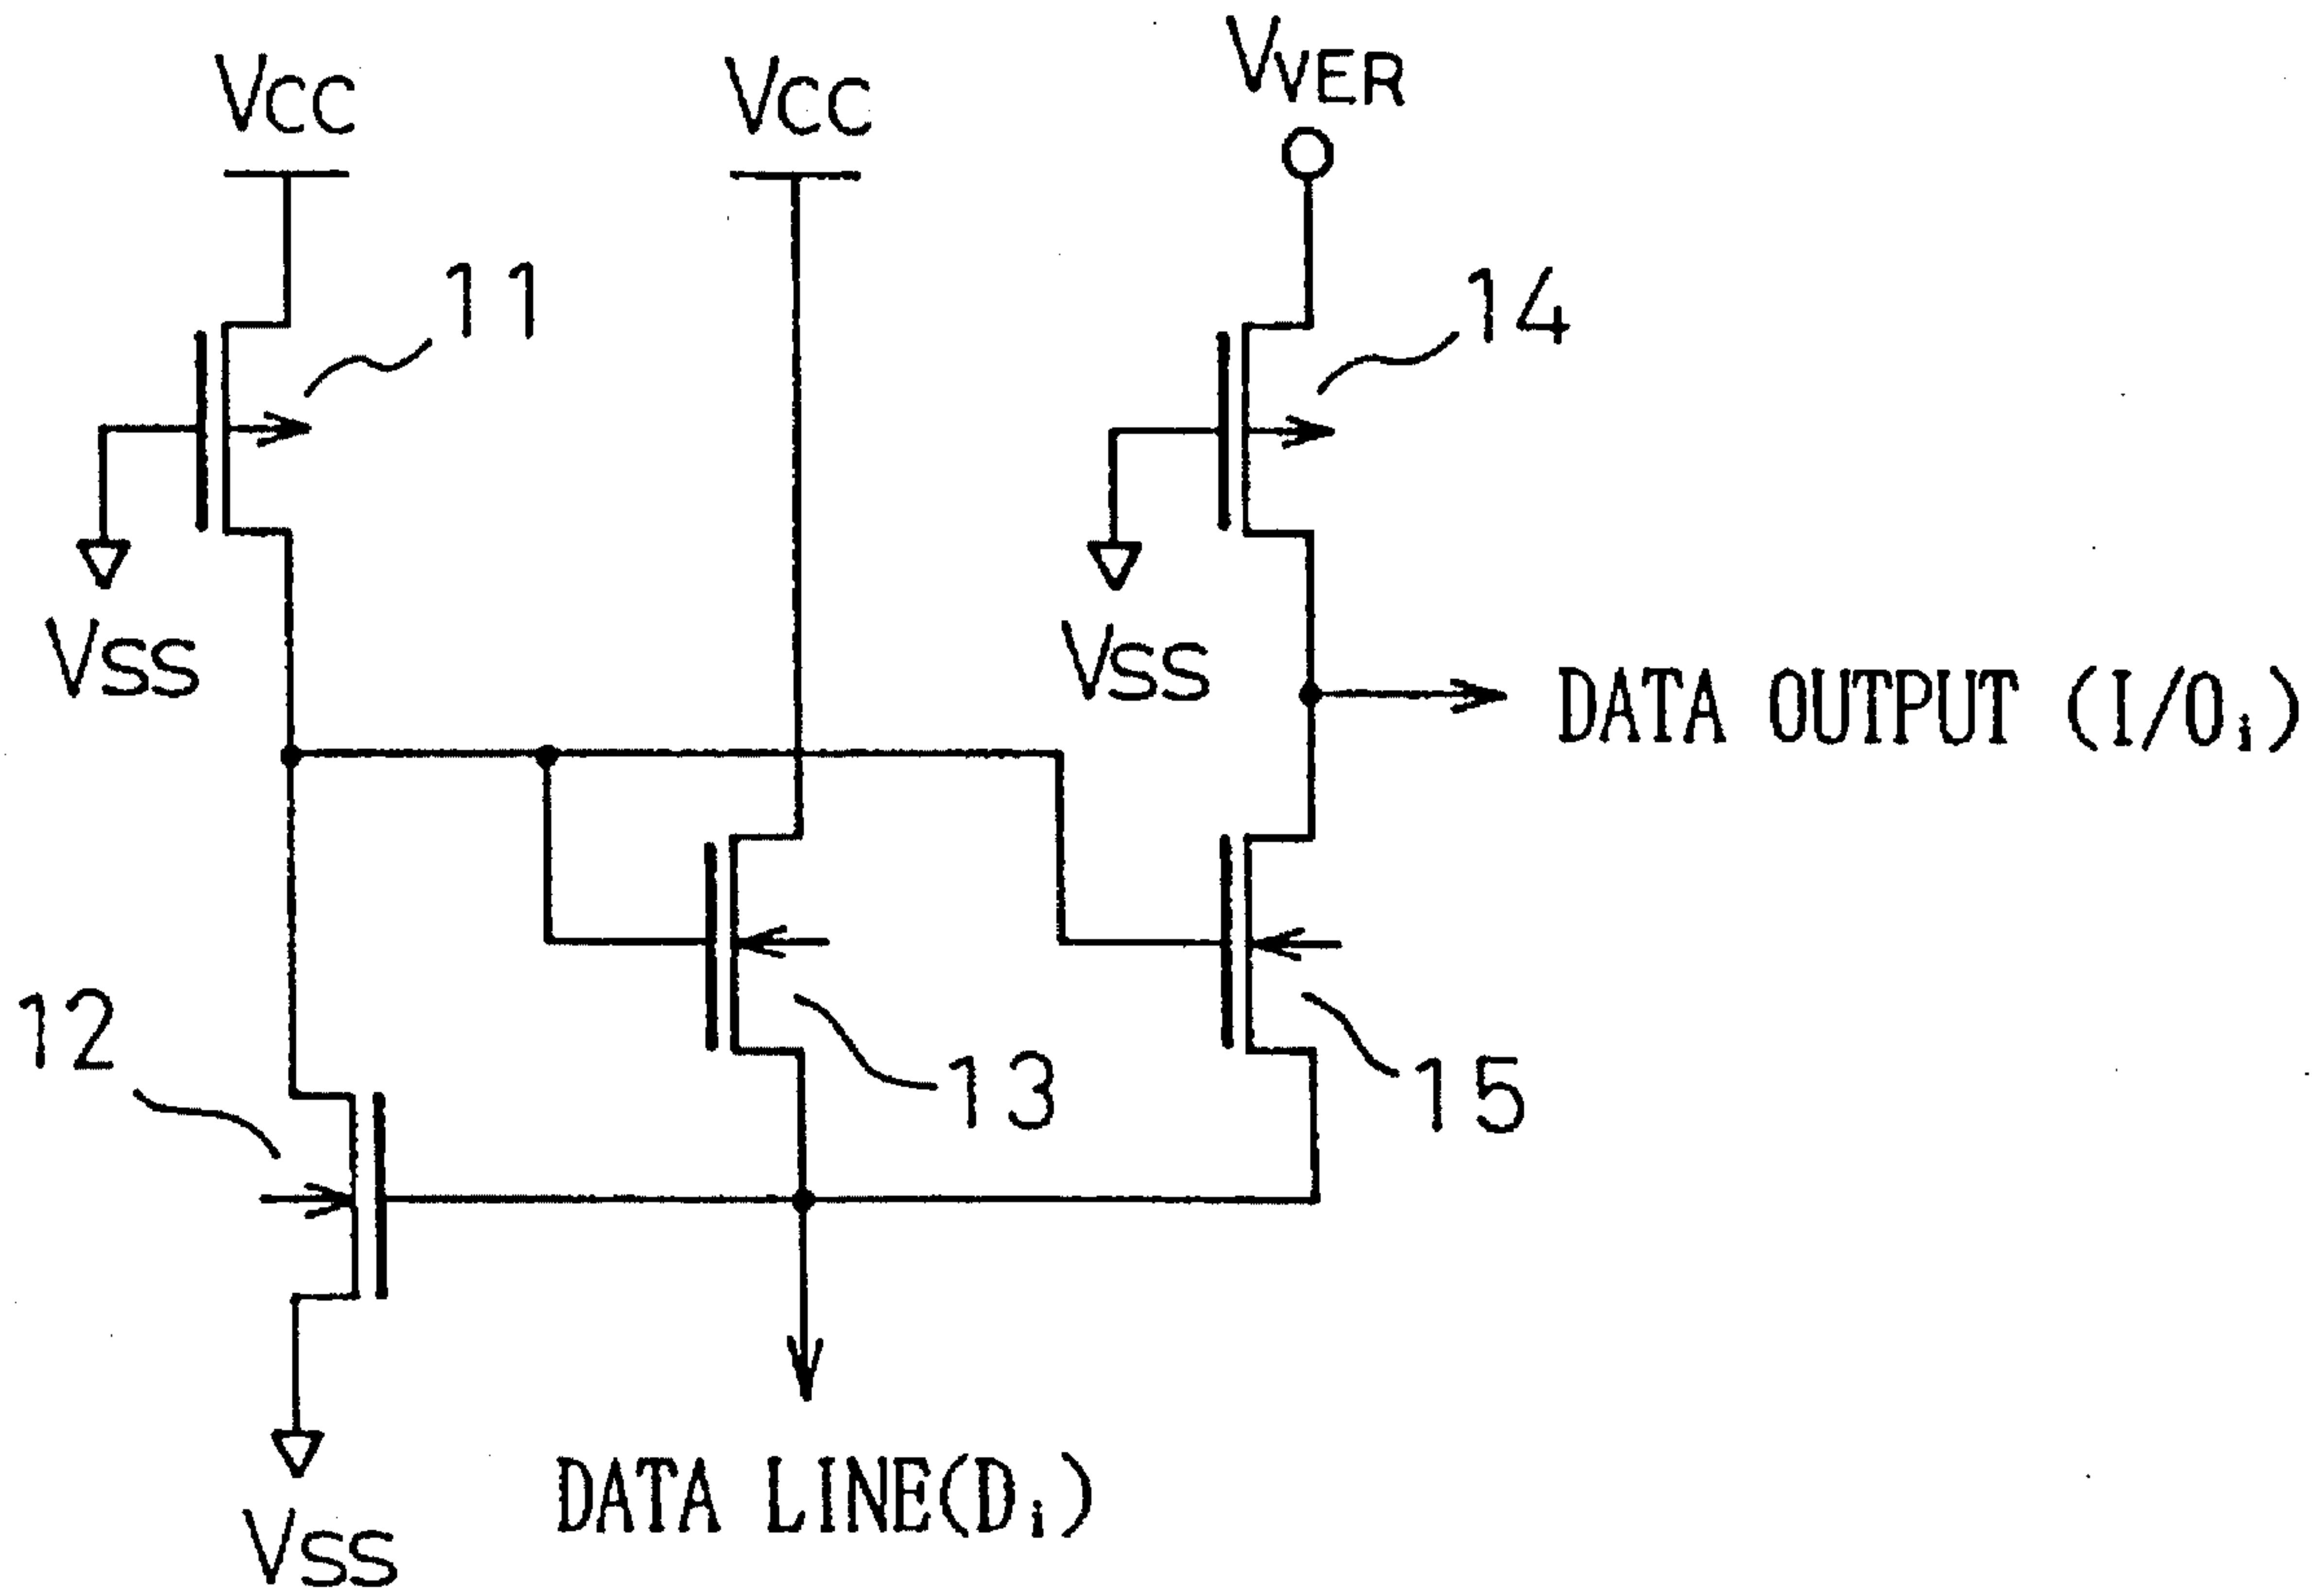 VCC
VCC
VVER
11
14
VSS
VSS
DATA OUTPUT (I/Oi)
12
13
15
DATA LINE(Di)
VSS